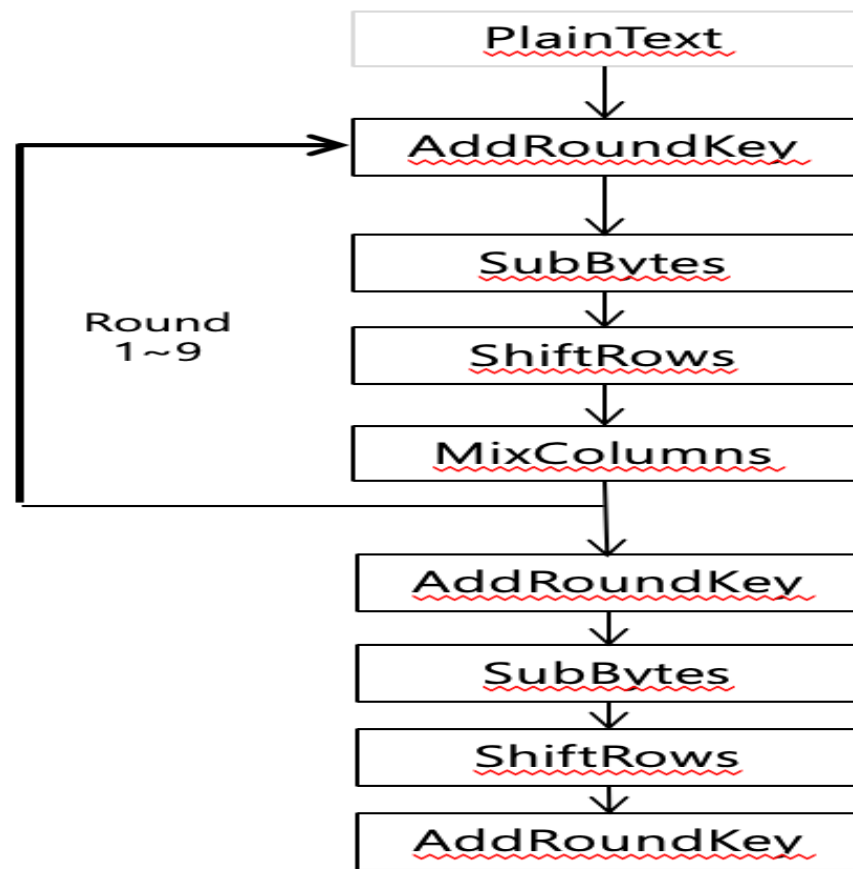 PlainText
AddRoundKey
SubBytes
Round
1~9
ShiftRows
MixColumns
AddRoundKey
SubBytes
ShiftRows
AddRoundKey